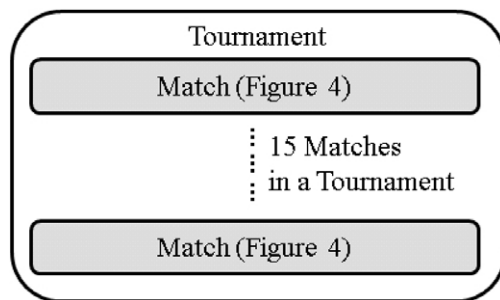 Tournament
Match (Figure 4)
15 Matches
in a Tournament
Match (Figure 4)